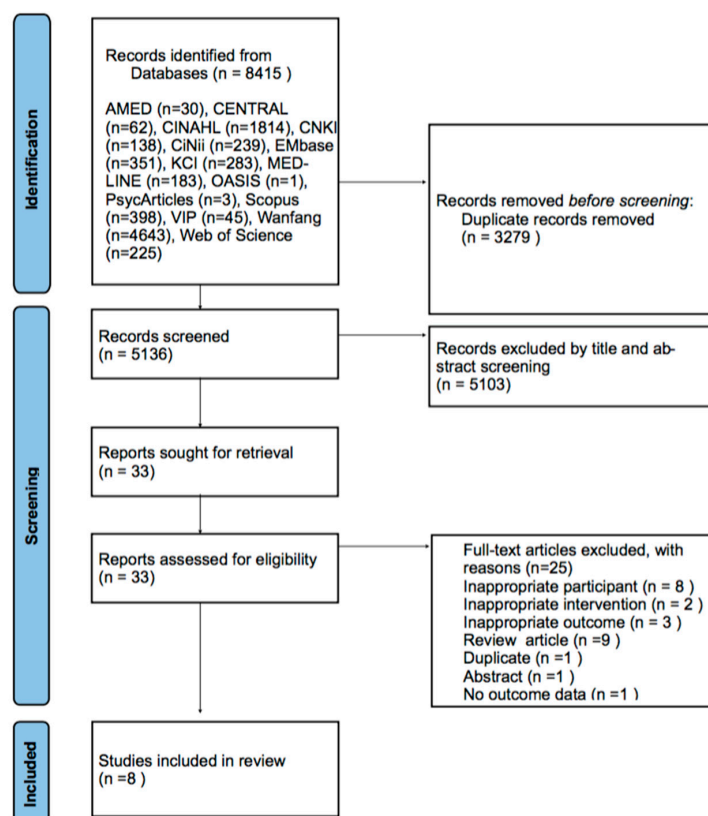 Identification
Records identified from
Databases (n = 8415 )
AMED (n=30), CENTRAL
(n=62), CINAHL (n=1814), CNKI
(n=138), CiNii (n=239), EMbase
(n=351), KCI (n=283), MED-
LINE (n=183), OASIS (n=1),
PsycArticles (n=3), Scopus
(n=398), VIP (n=45), Wanfang
(n=4643), Web of Science
(n=225)
Records removed before screening:
Duplicate records removed
(n = 3279 )
Screening
Records screened
(n = 5136)
Records excluded by title and ab-
stract screening
(n = 5103)
Reports sought for retrieval
(n = 33)
Reports assessed for eligibility
(n = 33)
Full-text articles excluded, with
reasons (n=25)
Inappropriate participant (n = 8 )
Inappropriate intervention (n = 2 )
Inappropriate outcome (n = 3 )
Review article (n =9 )
Duplicate (n =1 )
Abstract (n =1 )
No outcome data (n =1 )
Included
Studies included in review
(n =8 )